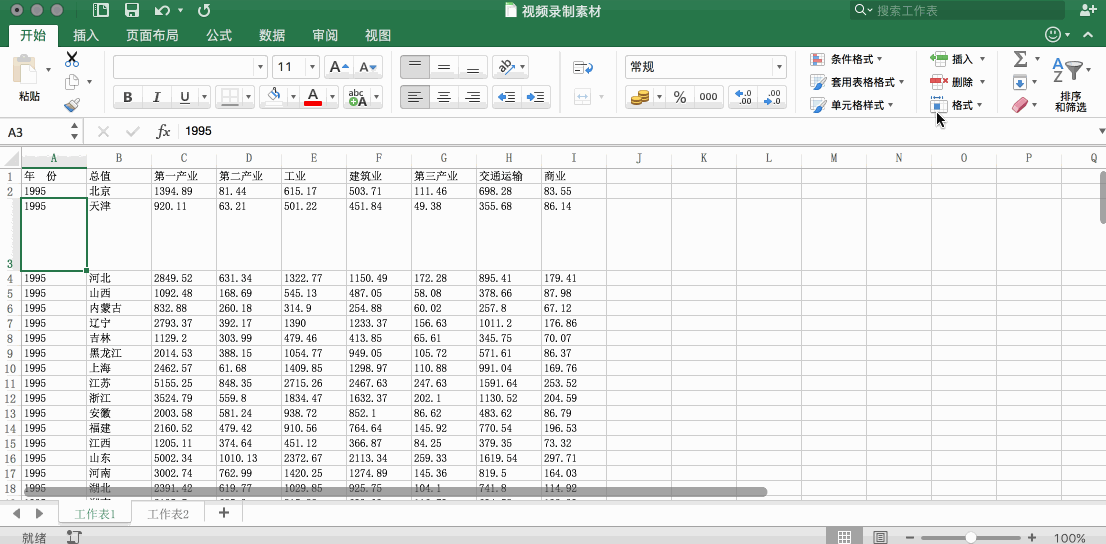 视频录制素材
搜索工作表
开始 插入 页面布局 公式 数据 审阅 视图
粘贴
11 A A
B I U A abc A
ab
常规
% 000 .0 .00 .00 .0
条件格式
套用表格格式
单元格样式
插入
删除
格式
Σ
A Z
排序
和筛选
A3 fx 1995
A B C D E F G H I J K L M N O P Q
1 年 份 总值 第一产业 第二产业 工业 建筑业 第三产业 交通运输 商业
2 1995 北京 1394.89 81.44 615.17 503.71 111.46 698.28 83.55
3 1995 天津 920.11 63.21 501.22 451.84 49.38 355.68 86.14
4 1995 河北 2849.52 631.34 1322.77 1150.49 172.28 895.41 179.41
5 1995 山西 1092.48 168.69 545.13 487.05 58.08 378.66 87.98
6 1995 内蒙古 832.88 260.18 314.9 254.88 60.02 257.8 67.12
7 1995 辽宁 2793.37 392.17 1390 1233.37 156.63 1011.2 176.86
8 1995 吉林 1129.2 303.99 479.46 413.85 65.61 345.75 70.07
9 1995 黑龙江 2014.53 388.15 1054.77 949.05 105.72 571.61 86.37
10 1995 上海 2462.57 61.68 1409.85 1298.97 110.88 991.04 169.76
11 1995 江苏 5155.25 848.35 2715.26 2467.63 247.63 1591.64 253.52
12 1995 浙江 3524.79 559.8 1834.47 1632.37 202.1 1130.52 204.59
13 1995 安徽 2003.58 581.24 938.72 852.1 86.62 483.62 86.79
14 1995 福建 2160.52 479.42 910.56 764.64 145.92 770.54 196.53
15 1995 江西 1205.11 374.64 451.12 366.87 84.25 379.35 73.32
16 1995 山东 5002.34 1010.13 2372.67 2113.34 259.33 1619.54 297.71
17 1995 河南 3002.74 762.99 1420.25 1274.89 145.36 819.5 164.03
18 1995 湖北 2391.42 619.77 1029.85 925.75 104.1 741.8 114.92
工作表1 工作表2 +
就绪 100%